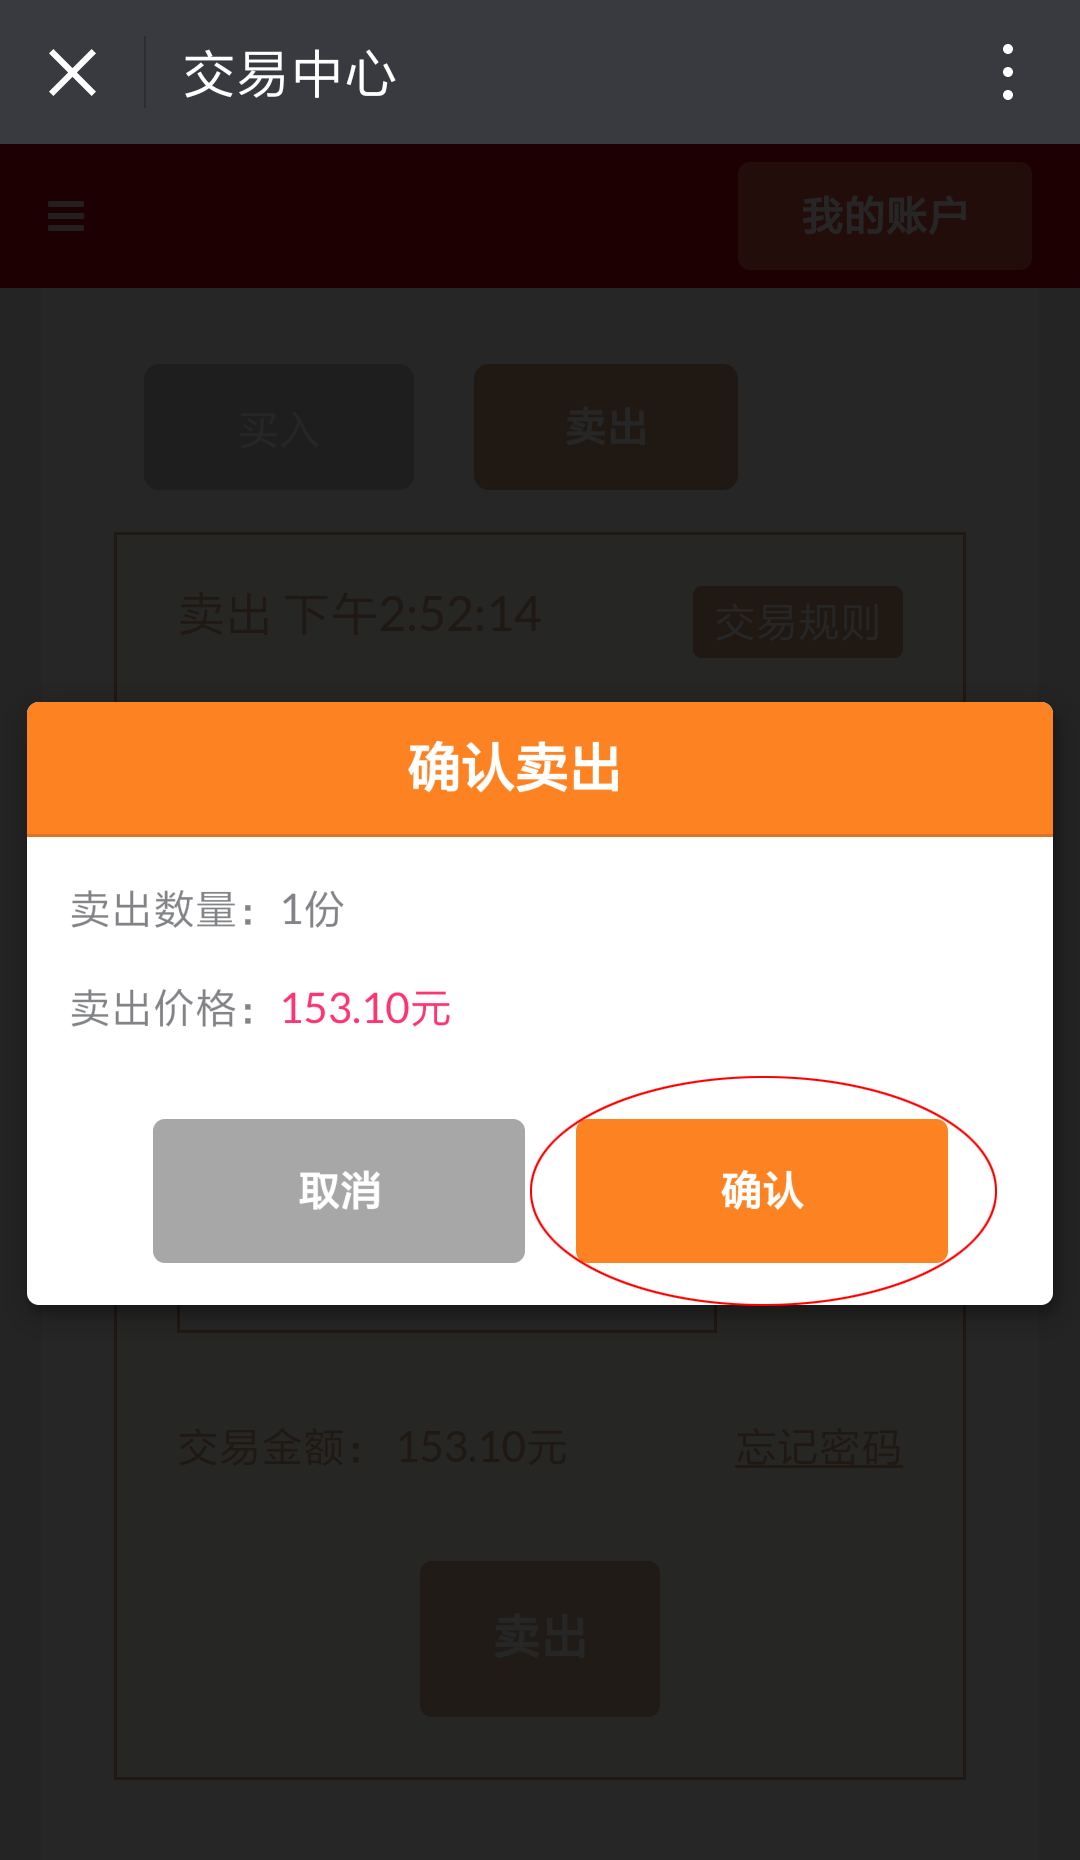 交易中心
我的账户
买入 卖出
卖出 下午2:52:14 交易规则
确认卖出
卖出数量：1份
卖出价格：153.10元
取消 确认
交易金额： 153.10元 忘记密码
卖出